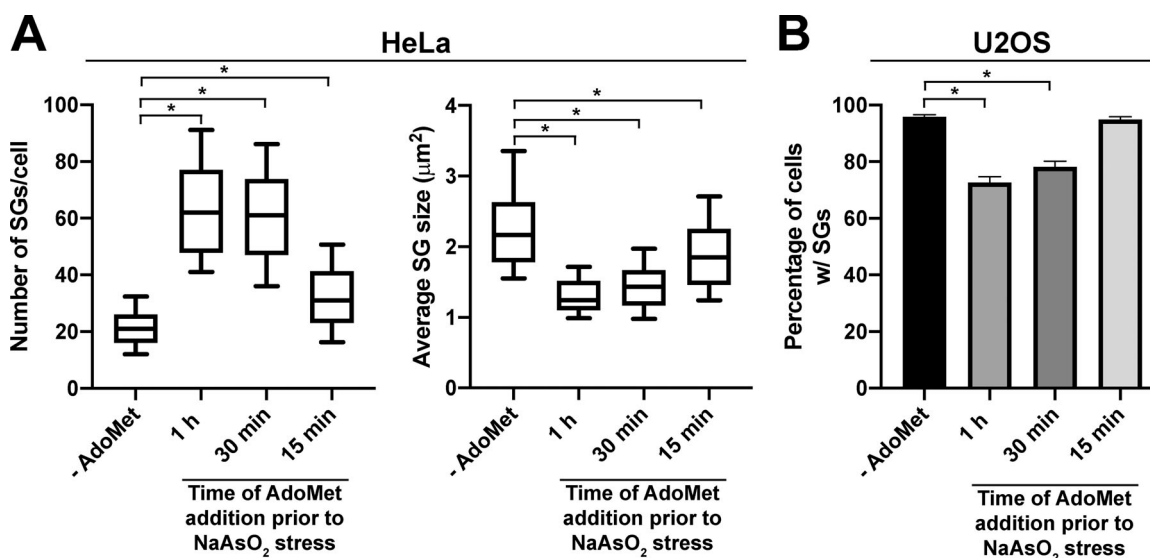 A
HeLa
Number of SGs/cell
100
80
60
40
20
0
*
*
*
- AdoMet
1 h
30 min
15 min
Time of AdoMet
addition prior to
NaAsO₂ stress
Average SG size (μm²)
4
3
2
1
0
*
*
*
- AdoMet
1 h
30 min
15 min
Time of AdoMet
addition prior to
NaAsO₂ stress
B
U2OS
Percentage of cells
w/ SGs
100
80
60
40
20
0
*
*
- AdoMet
1 h
30 min
15 min
Time of AdoMet
addition prior to
NaAsO₂ stress